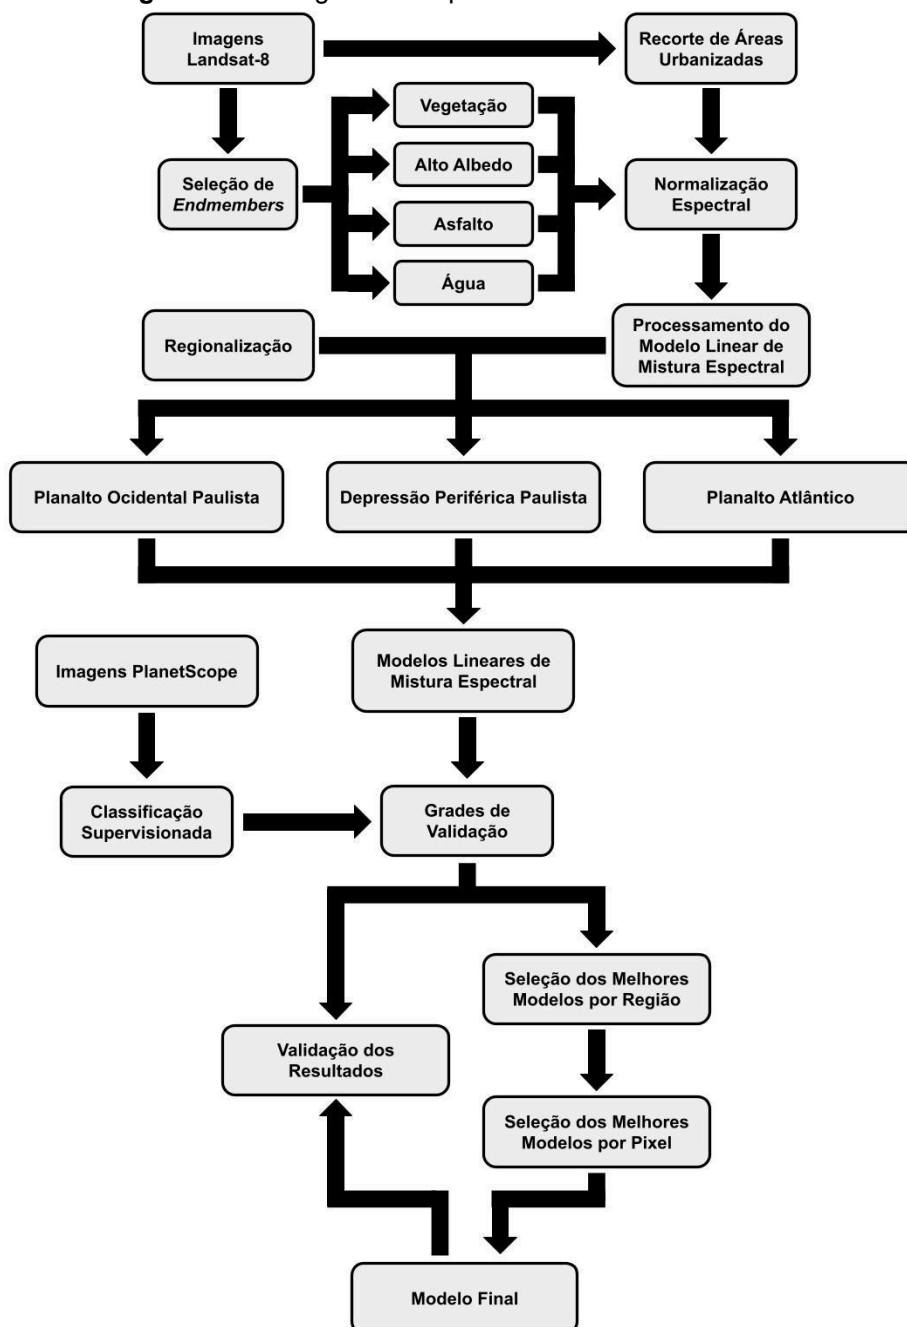 Imagens
Landsat-8
Recorte de Áreas
Urbanizadas
Vegetação
Alto Albedo
Asfalto
Água
Seleção de
Endmembers
Normalização
Espectral
Regionalização
Processamento do
Modelo Linear de
Mistura Espectral
Planalto Ocidental Paulista
Depressão Periférica Paulista
Planalto Atlântico
Imagens PlanetScope
Modelos Lineares de
Mistura Espectral
Classificação
Supervisionada
Grades de
Validação
Seleção dos Melhores
Modelos por Região
Validação dos
Resultados
Seleção dos Melhores
Modelos por Pixel
Modelo Final